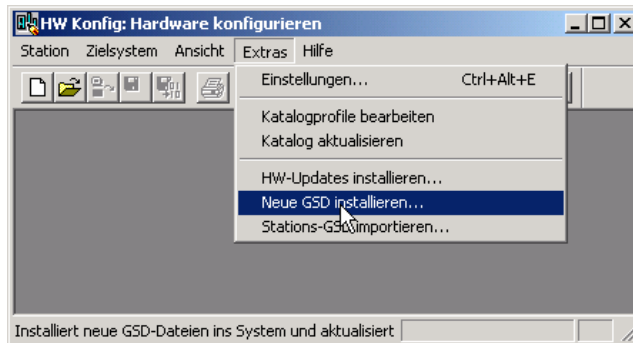 HW Konfig: Hardware konfigurieren
Station Zielsystem Ansicht Extras Hilfe
Einstellungen... Ctrl+Alt+E
Katalogprofile bearbeiten
Katalog aktualisieren
HW-Updates installieren...
Neue GSD installieren...
Stations-GSD importieren...
Installiert neue GSD-Dateien ins System und aktualisiert